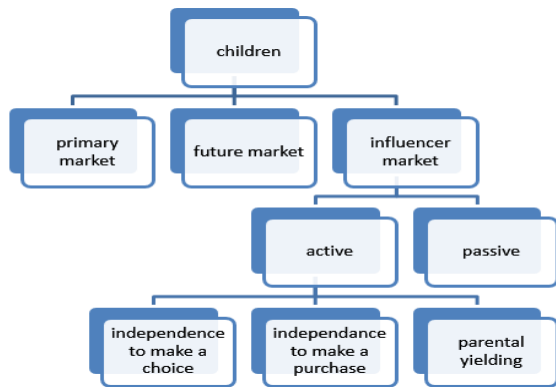 children
primary
market
future market
influencer
market
active
passive
independence
to make a
choice
independance
to make a
purchase
parental
yielding